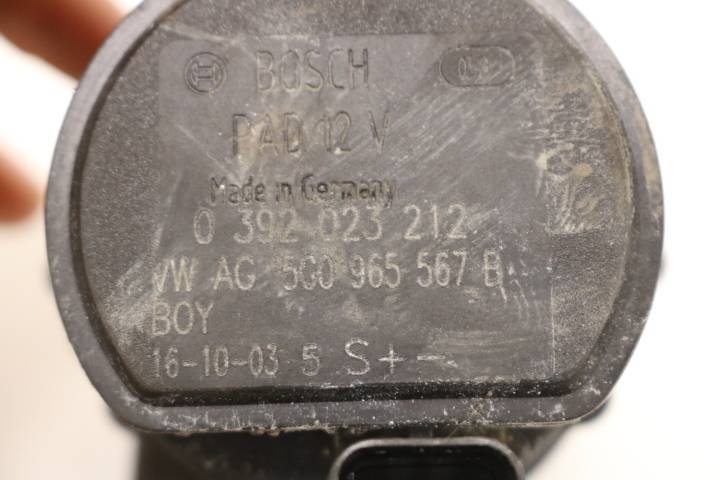 BOSCH
PAD 12 V
Made in Germany
0 392 023 212
VW AG 5G0 965 567 B
BOY
16-10-03 5 S+-